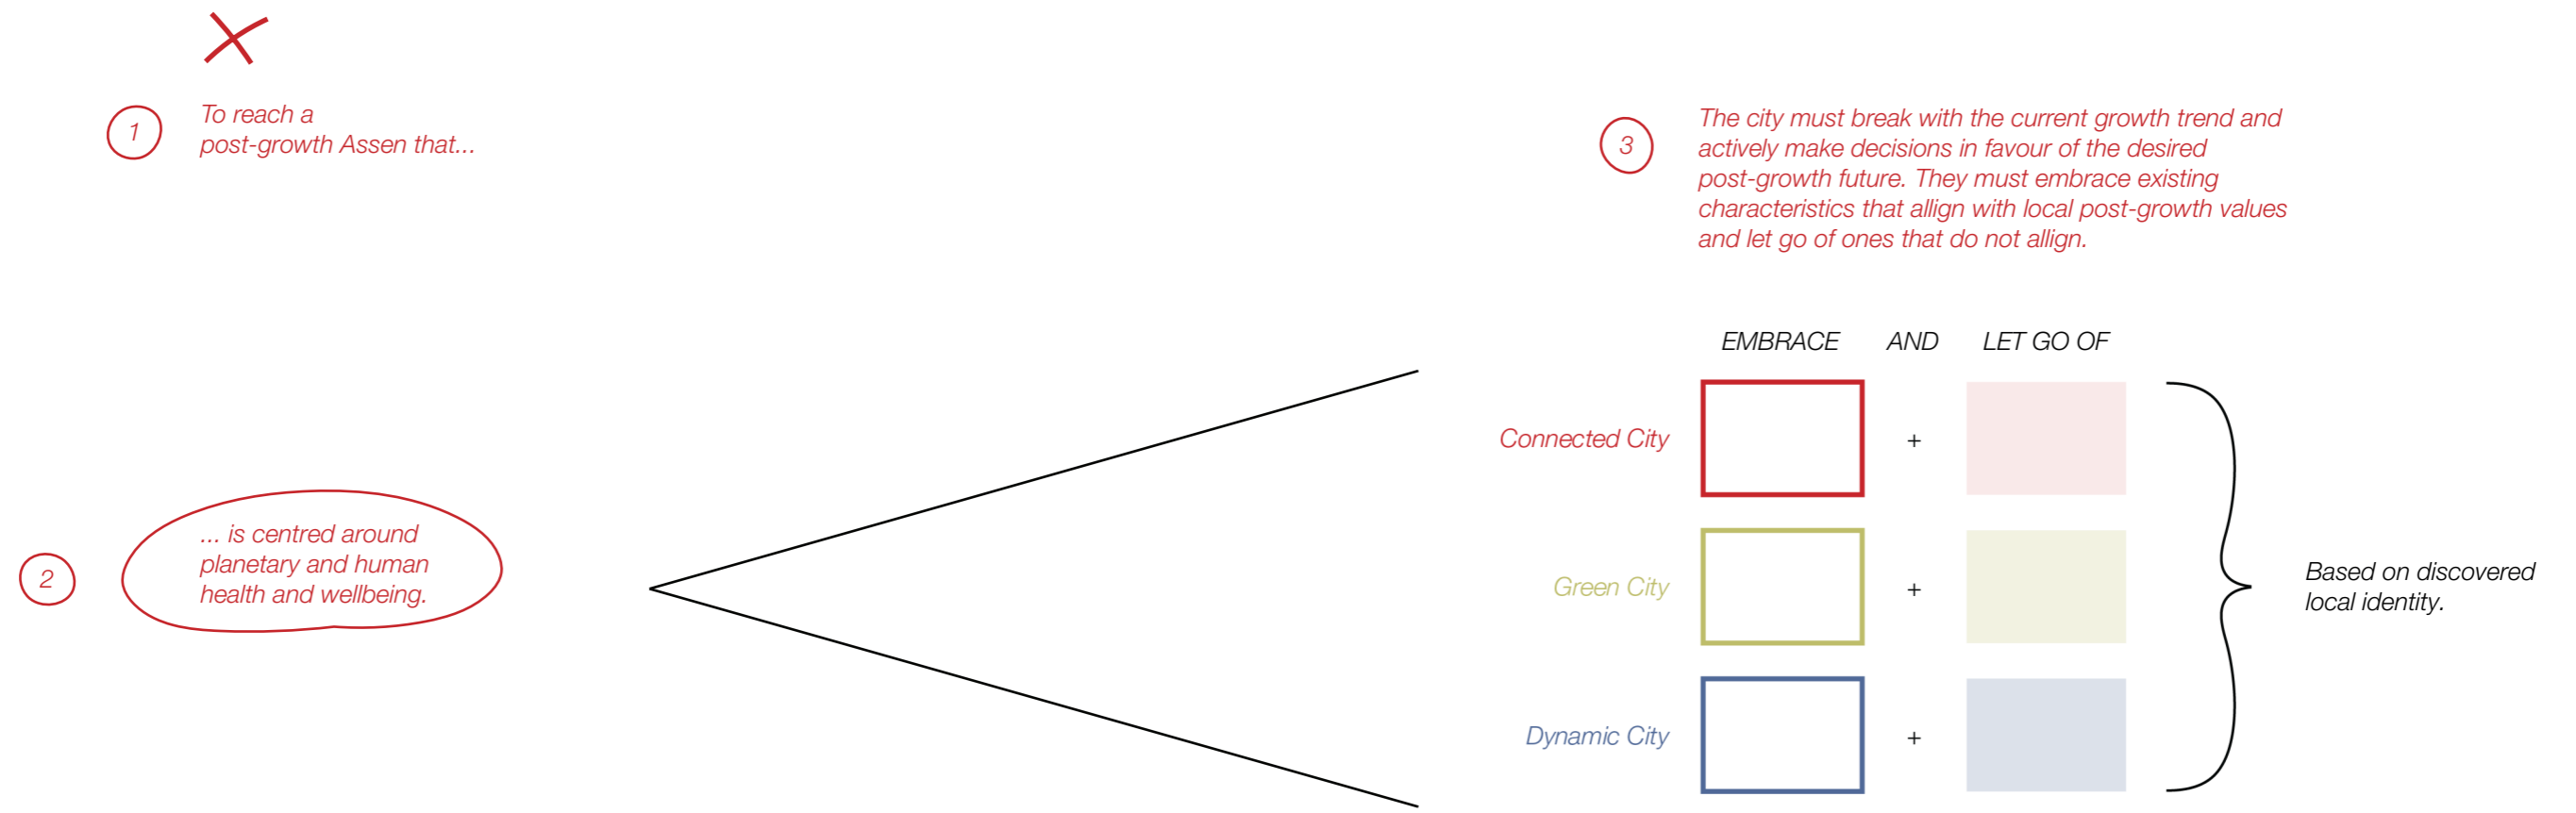 1
To reach a
post-growth Assen that...
2
... is centred around
planetary and human
health and wellbeing.
3
The city must break with the current growth trend and
actively make decisions in favour of the desired
post-growth future. They must embrace existing
characteristics that allign with local post-growth values
and let go of ones that do not allign.
EMBRACE AND LET GO OF
Connected City +
Green City +
Dynamic City +
Based on discovered
local identity.